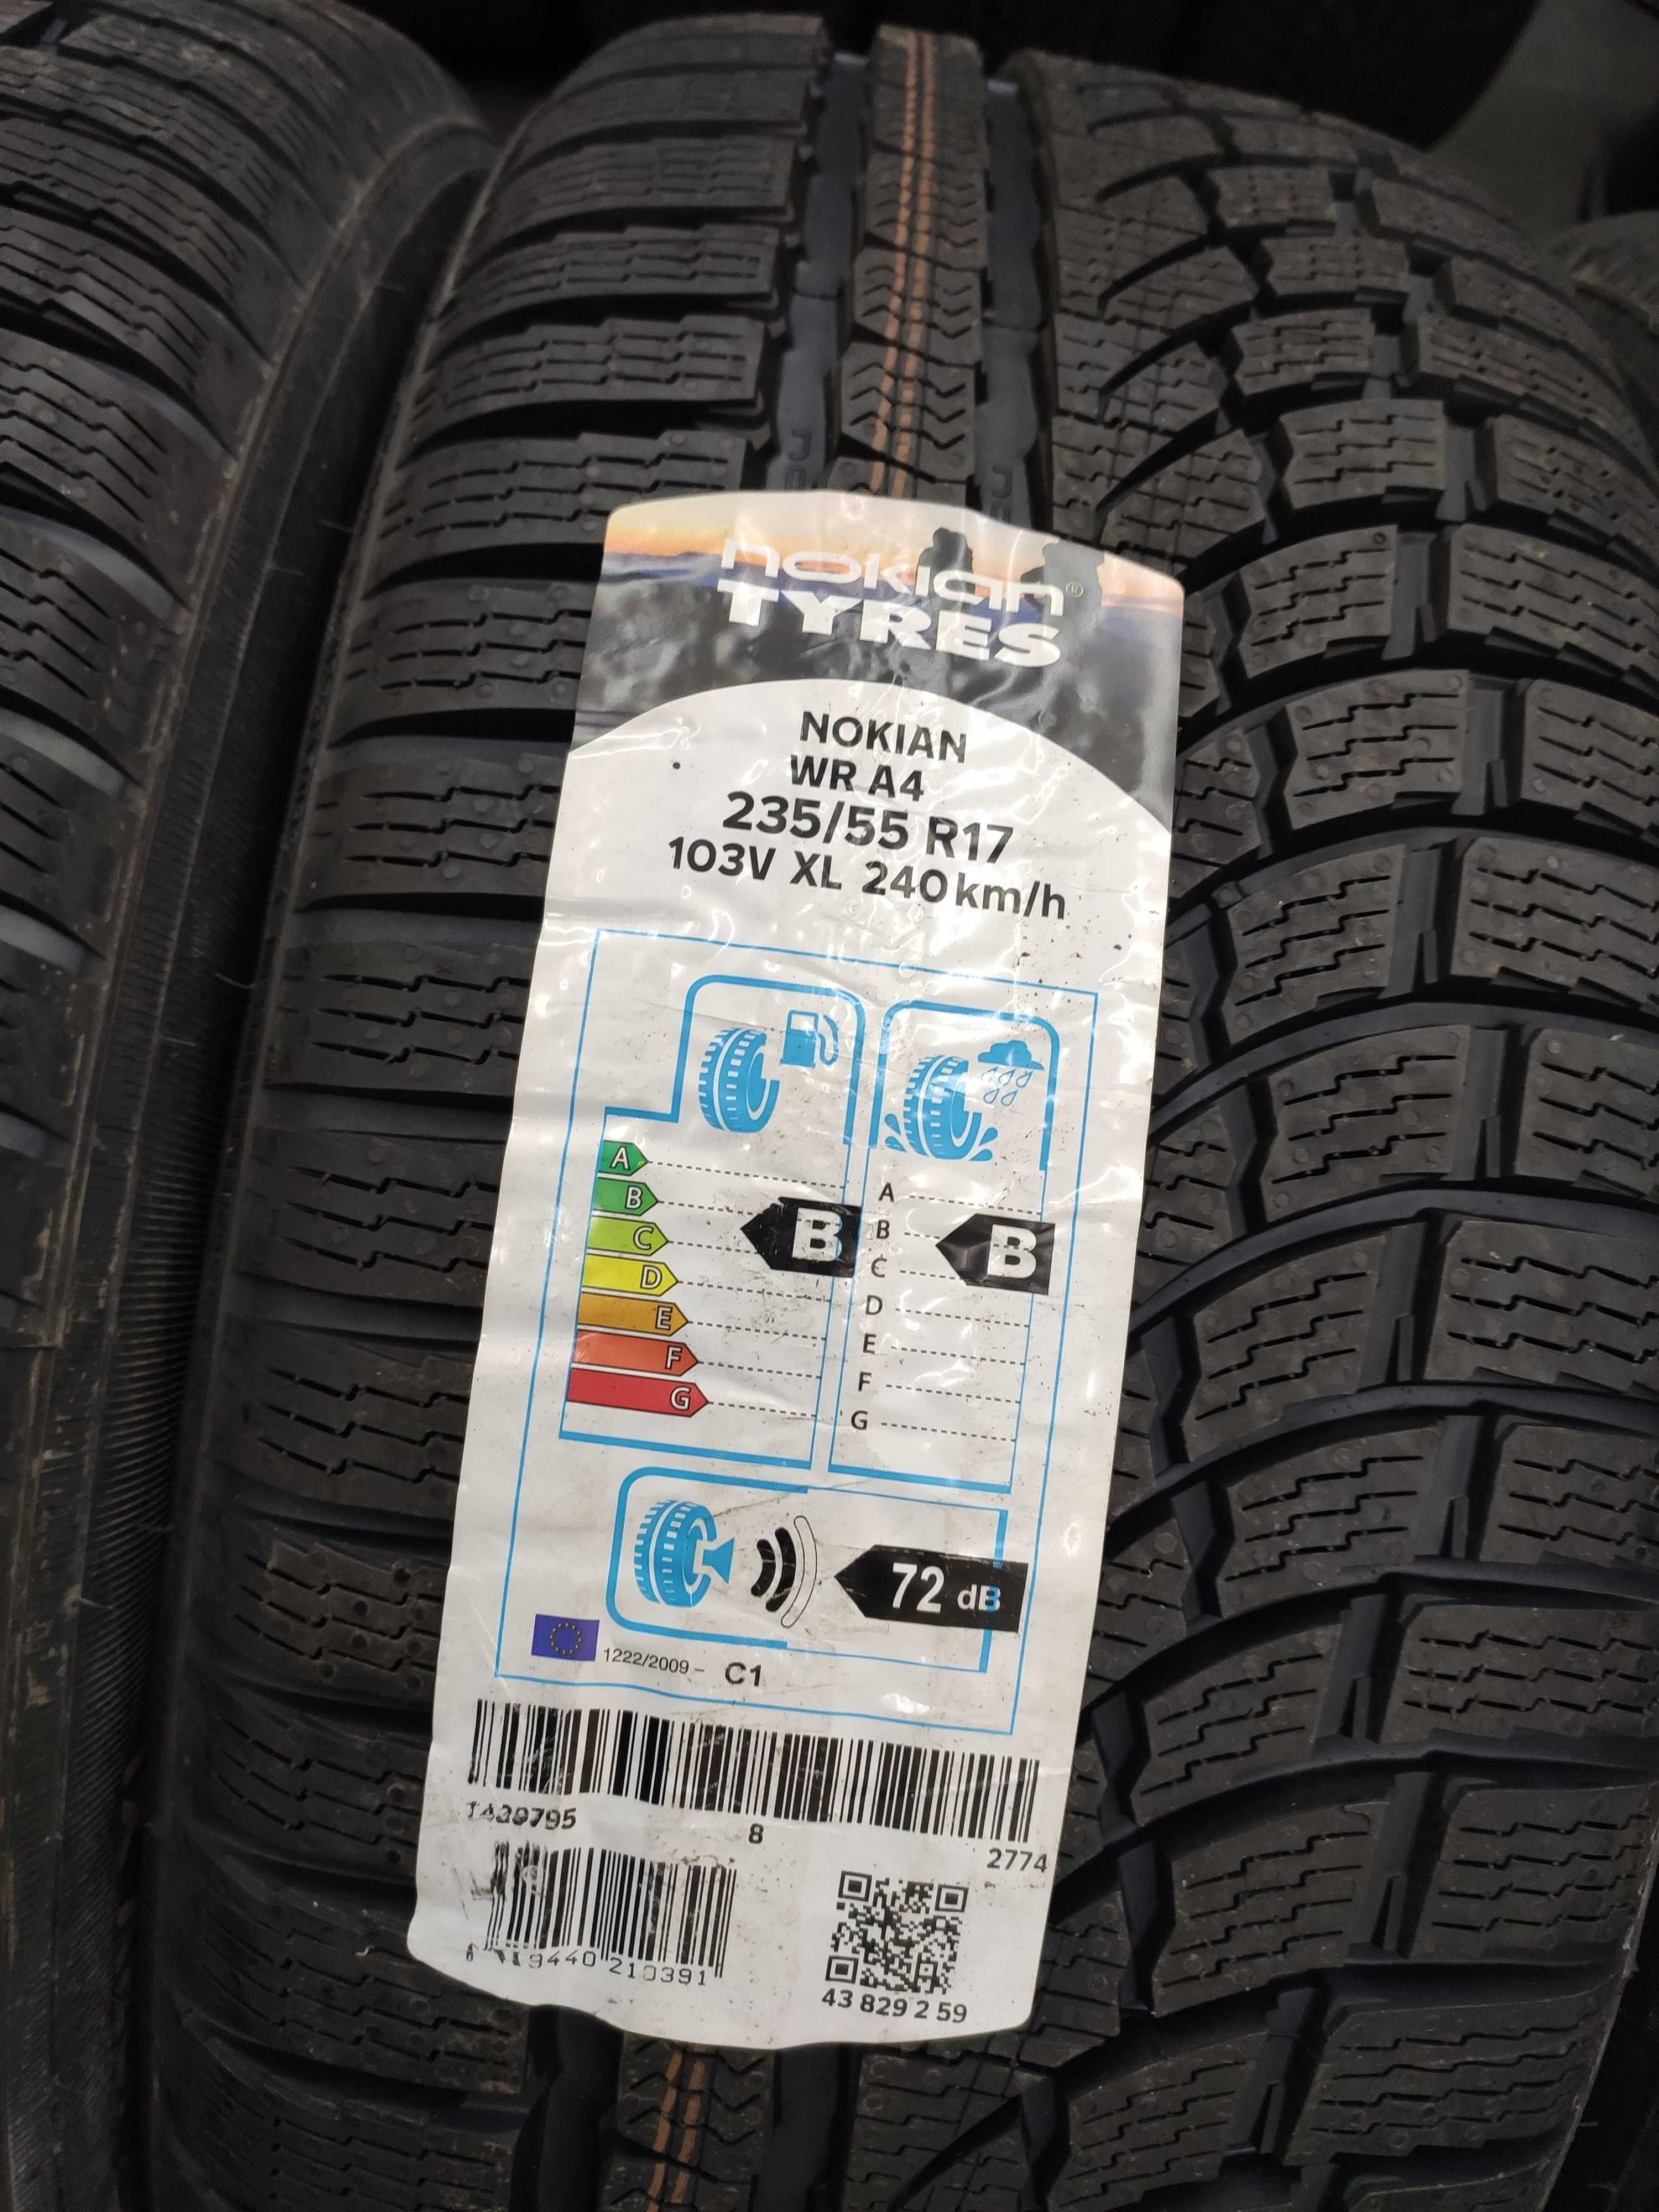 nokian®
TYRES
NOKIAN
WR A4
235/55 R17
103V XL 240 km/h
A
B
C
D
E
F
G
B
A
B
C
D
E
F
G
B
72 dB
1222/2009 – C1
8
2774
210391
43 829 2 59